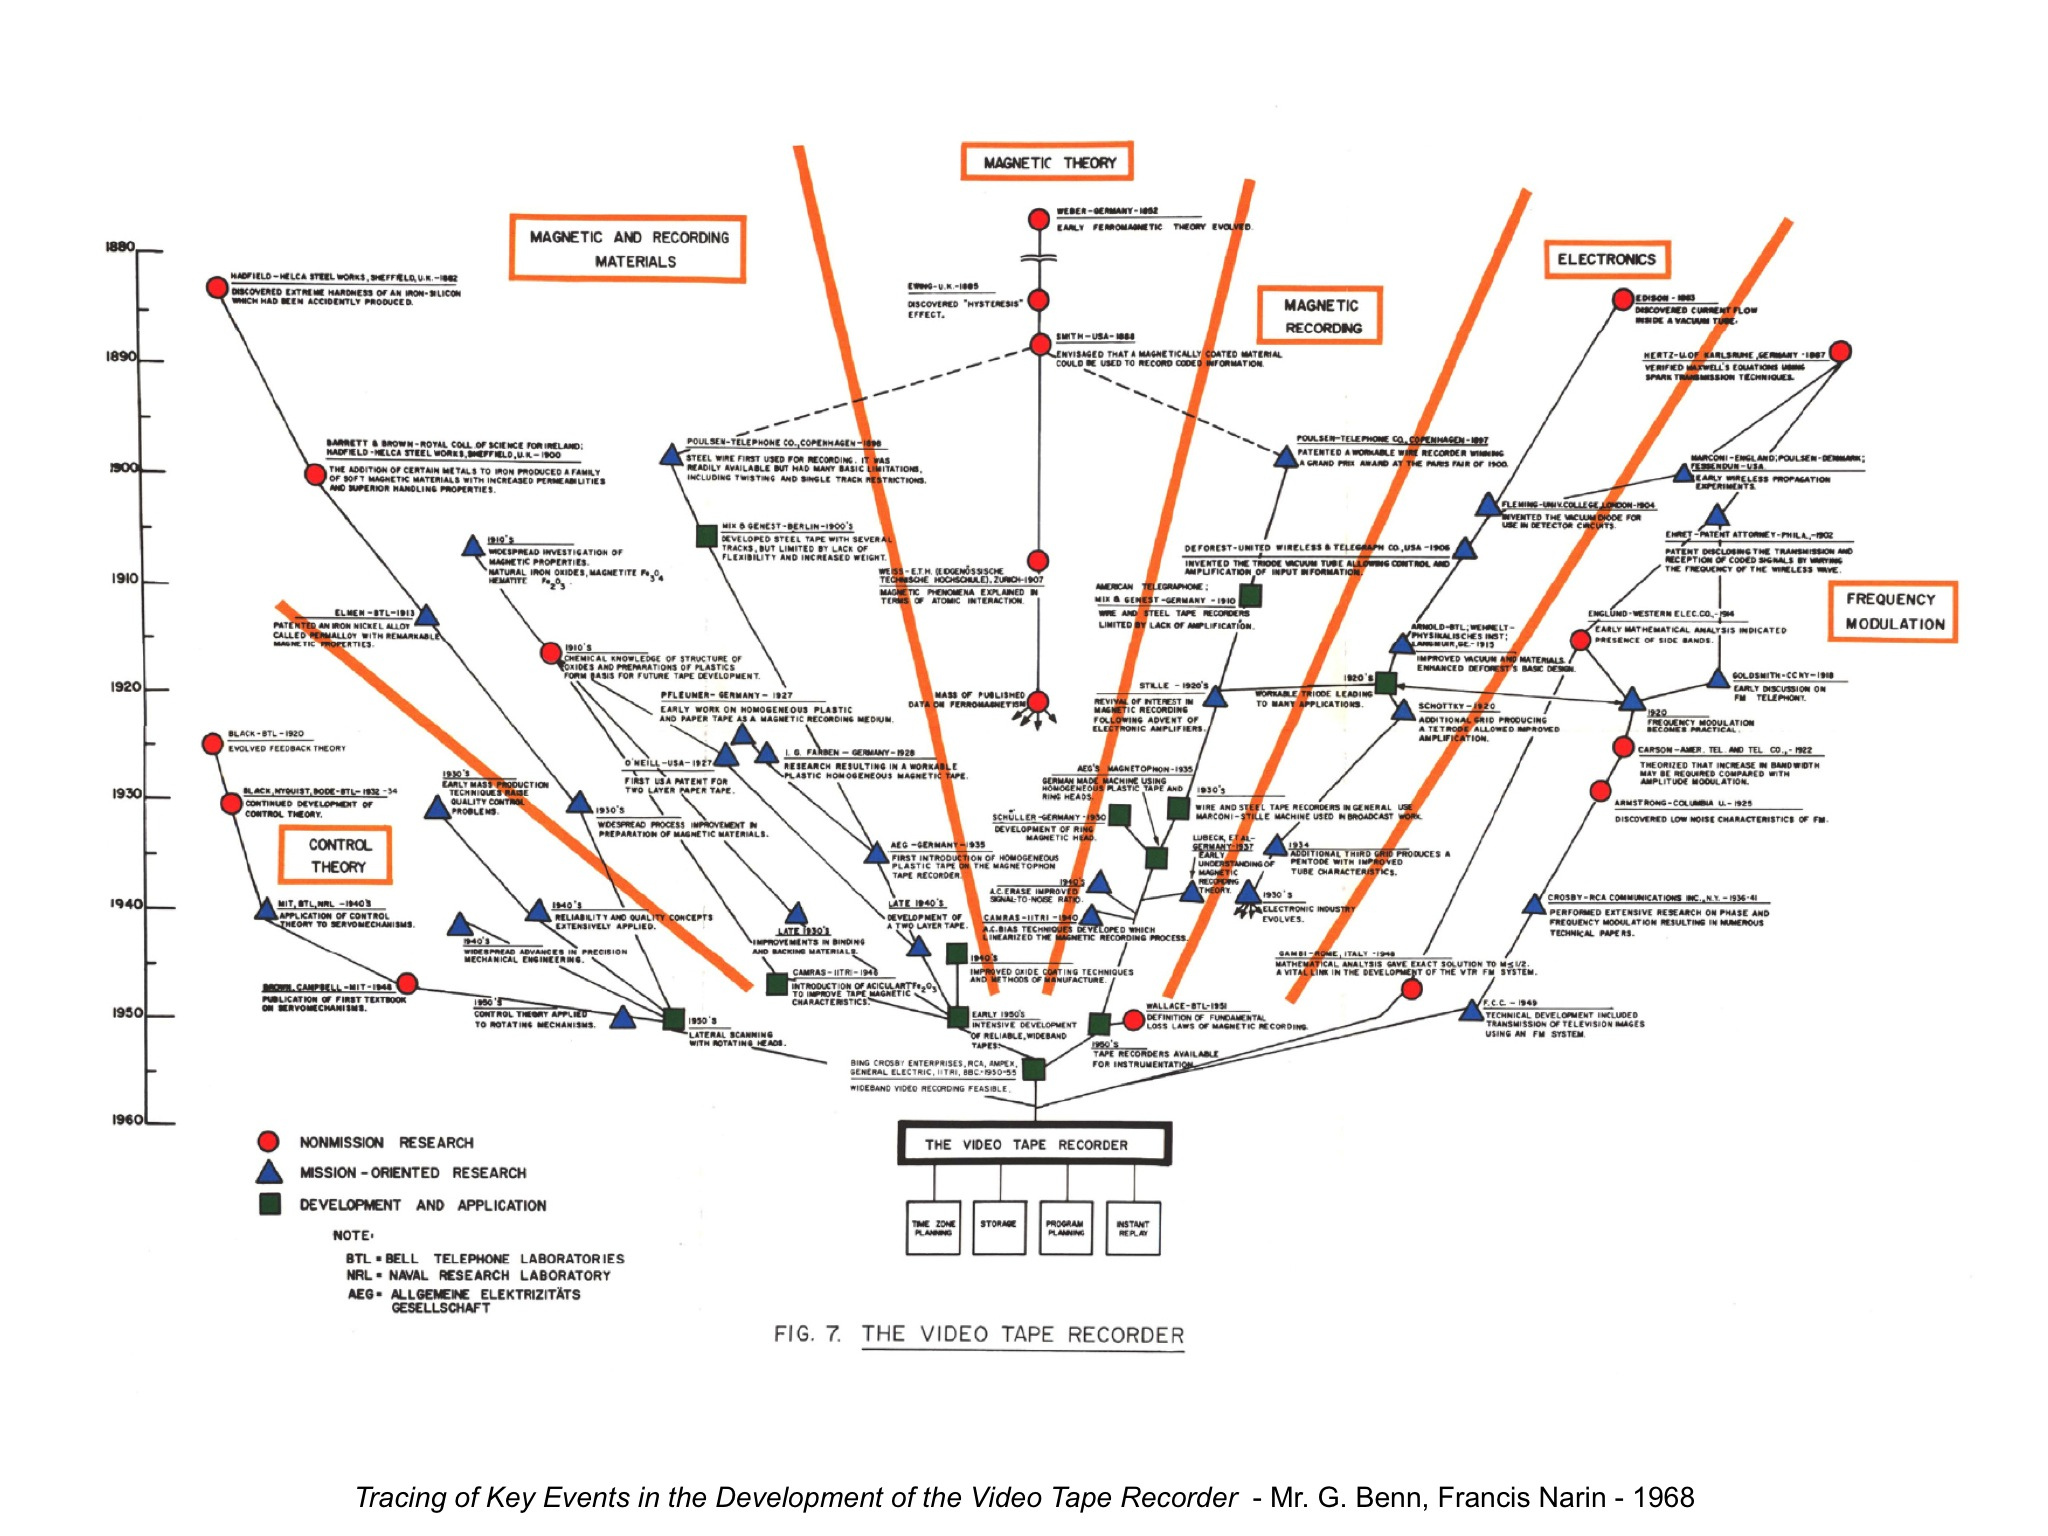 MAGNETIC THEORY
MAGNETIC AND RECORDING
MATERIALS
MAGNETIC
RECORDING
ELECTRONICS
FREQUENCY
MODULATION
CONTROL
THEORY
1880
1890
1900
1910
1920
1930
1940
1950
1960
WEBER-GERMANY-1852
EARLY FERROMAGNETIC THEORY EVOLVED.
EWING-U.K.-1885
DISCOVERED "HYSTERESIS"
EFFECT.
SMITH-USA-1888
ENVISAGED THAT A MAGNETICALLY COATED MATERIAL
COULD BE USED TO RECORD CODED INFORMATION.
WEISS-E.T.H. (EIDGENÖSSISCHE
TECHNISCHE HOCHSCHULE), ZURICH-1907
MAGNETIC PHENOMENA EXPLAINED IN
TERMS OF ATOMIC INTERACTION.
MASS OF PUBLISHED
DATA ON FERROMAGNETISM
HADFIELD-HELCA STEEL WORKS, SHEFFIELD, U.K.-1882
DISCOVERED EXTREME HARDNESS OF AN IRON-SILICON
WHICH HAD BEEN ACCIDENTLY PRODUCED.
BARRETT & BROWN-ROYAL COLL. OF SCIENCE FOR IRELAND;
HADFIELD-HELCA STEEL WORKS, SHEFFIELD, U.K.-1900
THE ADDITION OF CERTAIN METALS TO IRON PRODUCED A FAMILY
OF SOFT MAGNETIC MATERIALS WITH INCREASED PERMEABILITIES
AND SUPERIOR HANDLING PROPERTIES.
POULSEN-TELEPHONE CO., COPENHAGEN-1898
STEEL WIRE FIRST USED FOR RECORDING. IT WAS
READILY AVAILABLE BUT HAD MANY BASIC LIMITATIONS,
INCLUDING TWISTING AND SINGLE TRACK RESTRICTIONS.
MIX & GENEST-BERLIN-1900'S
DEVELOPED STEEL TAPE WITH SEVERAL
TRACKS, BUT LIMITED BY LACK OF
FLEXIBILITY AND INCREASED WEIGHT.
1910'S
WIDESPREAD INVESTIGATION OF
MAGNETIC PROPERTIES.
NATURAL IRON OXIDES, MAGNETITE Fe3O4
HEMATITE Fe2O3.
ELMEN-BTL-1913
PATENTED AN IRON NICKEL ALLOY
CALLED PERMALLOY WITH REMARKABLE
MAGNETIC PROPERTIES.
1910'S
CHEMICAL KNOWLEDGE OF STRUCTURE OF
OXIDES AND PREPARATIONS OF PLASTICS
FORM BASIS FOR FUTURE TAPE DEVELOPMENT.
PFLEUMER-GERMANY-1927
EARLY WORK ON HOMOGENEOUS PLASTIC
AND PAPER TAPE AS A MAGNETIC RECORDING MEDIUM.
O'NEILL-USA-1927
FIRST USA PATENT FOR
TWO LAYER PAPER TAPE.
I. G. FARBEN-GERMANY-1928
RESEARCH RESULTING IN A WORKABLE
PLASTIC HOMOGENEOUS MAGNETIC TAPE.
1930'S
WIDESPREAD PROCESS IMPROVEMENT IN
PREPARATION OF MAGNETIC MATERIALS.
AEG-GERMANY-1935
FIRST INTRODUCTION OF HOMOGENEOUS
PLASTIC TAPE ON THE MAGNETOPHON
TAPE RECORDER.
LATE 1930'S
IMPROVEMENTS IN BINDING
AND BACKING MATERIALS.
LATE 1940'S
DEVELOPMENT OF
A TWO LAYER TAPE.
CAMRAS-IITRI-1946
INTRODUCTION OF ACICULAR Fe2O3
TO IMPROVE TAPE MAGNETIC
CHARACTERISTICS.
1940'S
IMPROVED OXIDE COATING TECHNIQUES
AND METHODS OF MANUFACTURE.
EARLY 1950'S
INTENSIVE DEVELOPMENT
OF RELIABLE, WIDEBAND
TAPES.
BLACK-BTL-1920
EVOLVED FEEDBACK THEORY
BLACK, NYQUIST, BODE-BTL-1932-34
CONTINUED DEVELOPMENT OF
CONTROL THEORY.
1930'S
EARLY MASS PRODUCTION
TECHNIQUES RAISE
QUALITY CONTROL
PROBLEMS.
MIT, BTL, NRL-1940'S
APPLICATION OF CONTROL
THEORY TO SERVOMECHANISMS.
1940'S
RELIABILITY AND QUALITY CONCEPTS
EXTENSIVELY APPLIED.
1940'S
WIDESPREAD ADVANCES IN PRECISION
MECHANICAL ENGINEERING.
BROWN, CAMPBELL-MIT-1948
PUBLICATION OF FIRST TEXTBOOK
ON SERVOMECHANISMS.
1950'S
CONTROL THEORY APPLIED
TO ROTATING MECHANISMS.
1950'S
LATERAL SCANNING
WITH ROTATING HEADS.
POULSEN-TELEPHONE CO., COPENHAGEN-1897
PATENTED A WORKABLE WIRE RECORDER WINNING
A GRAND PRIX AWARD AT THE PARIS FAIR OF 1900.
AMERICAN TELEGRAPHONE;
MIX & GENEST-GERMANY-1910
WIRE AND STEEL TAPE RECORDERS
LIMITED BY LACK OF AMPLIFICATION.
STILLE-1920'S
REVIVAL OF INTEREST IN
MAGNETIC RECORDING
FOLLOWING ADVENT OF
ELECTRONIC AMPLIFIERS.
AEG'S MAGNETOPHON-1935
GERMAN MADE MACHINE USING
HOMOGENEOUS PLASTIC TAPE AND
RING HEADS.
1930'S
WIRE AND STEEL TAPE RECORDERS IN GENERAL USE
MARCONI-STILLE MACHINE USED IN BROADCAST WORK.
SCHULLER-GERMANY-1930
DEVELOPMENT OF RING
MAGNETIC HEAD.
LUBECK, ET AL-
GERMANY-1937
EARLY
UNDERSTANDING OF
MAGNETIC
RECORDING
THEORY.
1940'S
A.C. ERASE IMPROVED
SIGNAL-TO-NOISE RATIO.
CAMRAS-IITRI-1940
A.C. BIAS TECHNIQUES DEVELOPED WHICH
LINEARIZED THE MAGNETIC RECORDING PROCESS.
WALLACE-BTL-1951
DEFINITION OF FUNDAMENTAL
LOSS LAWS OF MAGNETIC RECORDING.
1950'S
TAPE RECORDERS AVAILABLE
FOR INSTRUMENTATION.
EDISON-1883
DISCOVERED CURRENT FLOW
INSIDE A VACUUM TUBE.
FLEMING-UNIV. COLLEGE, LONDON-1904
INVENTED THE VACUUM DIODE FOR
USE IN DETECTOR CIRCUITS.
DEFOREST-UNITED WIRELESS & TELEGRAPH CO., USA-1906
INVENTED THE TRIODE VACUUM TUBE ALLOWING CONTROL AND
AMPLIFICATION OF INPUT INFORMATION.
ARNOLD-BTL; WEHNELT-
PHYSIKALISCHES INST;
LANGMUIR, GE.-1915
IMPROVED VACUUM AND MATERIALS
ENHANCED DEFOREST'S BASIC DESIGN.
1920'S
WORKABLE TRIODE LEADING
TO MANY APPLICATIONS.
SCHOTTKY-1920
ADDITIONAL GRID PRODUCING
A TETRODE ALLOWED IMPROVED
AMPLIFICATION.
1934
ADDITIONAL THIRD GRID PRODUCES A
PENTODE WITH IMPROVED
TUBE CHARACTERISTICS.
1930'S
ELECTRONIC INDUSTRY
EVOLVES.
HERTZ-U. OF KARLSRUHE, GERMANY-1887
VERIFIED MAXWELL'S EQUATIONS USING
SPARK TRANSMISSION TECHNIQUES.
MARCONI-ENGLAND; POULSEN-DENMARK;
FESSENDUN-USA.
EARLY WIRELESS PROPAGATION
EXPERIMENTS.
EHRET-PATENT ATTORNEY-PHILA.,-1902
PATENT DISCLOSING THE TRANSMISSION AND
RECEPTION OF CODED SIGNALS BY VARYING
THE FREQUENCY OF THE WIRELESS WAVE.
ENGLUND-WESTERN ELEC. CO.,-1914
EARLY MATHEMATICAL ANALYSIS INDICATED
PRESENCE OF SIDE BANDS.
GOLDSMITH-CCNY-1918
EARLY DISCUSSION ON
FM TELEPHONY.
1920
FREQUENCY MODULATION
BECOMES PRACTICAL.
CARSON-AMER. TEL. AND TEL CO.,-1922
THEORIZED THAT INCREASE IN BANDWIDTH
MAY BE REQUIRED COMPARED WITH
AMPLITUDE MODULATION.
ARMSTRONG-COLUMBIA U.-1925
DISCOVERED LOW NOISE CHARACTERISTICS OF FM.
CROSBY-RCA COMMUNICATIONS INC., N.Y.-1936-41
PERFORMED EXTENSIVE RESEARCH ON PHASE AND
FREQUENCY MODULATION RESULTING IN NUMEROUS
TECHNICAL PAPERS.
GAMBI-ROME, ITALY-1948
MATHEMATICAL ANALYSIS GAVE EXACT SOLUTION TO M≤1/2.
A VITAL LINK IN THE DEVELOPMENT OF THE VTR FM SYSTEM.
F.C.C.-1949
TECHNICAL DEVELOPMENT INCLUDED
TRANSMISSION OF TELEVISION IMAGES
USING AN FM SYSTEM.
BING CROSBY ENTERPRISES, RCA, AMPEX,
GENERAL ELECTRIC, IITRI, BBC-1950-55
WIDEBAND VIDEO RECORDING FEASIBLE.
THE VIDEO TAPE RECORDER
TIME ZONE
PLANNING
STORAGE
PROGRAM
PLANNING
INSTANT
REPLAY
NONMISSION RESEARCH
MISSION-ORIENTED RESEARCH
DEVELOPMENT AND APPLICATION
NOTE:
BTL = BELL TELEPHONE LABORATORIES
NRL = NAVAL RESEARCH LABORATORY
AEG = ALLGEMEINE ELEKTRIZITÄTS
GESELLSCHAFT
FIG. 7. THE VIDEO TAPE RECORDER
Tracing of Key Events in the Development of the Video Tape Recorder - Mr. G. Benn, Francis Narin - 1968